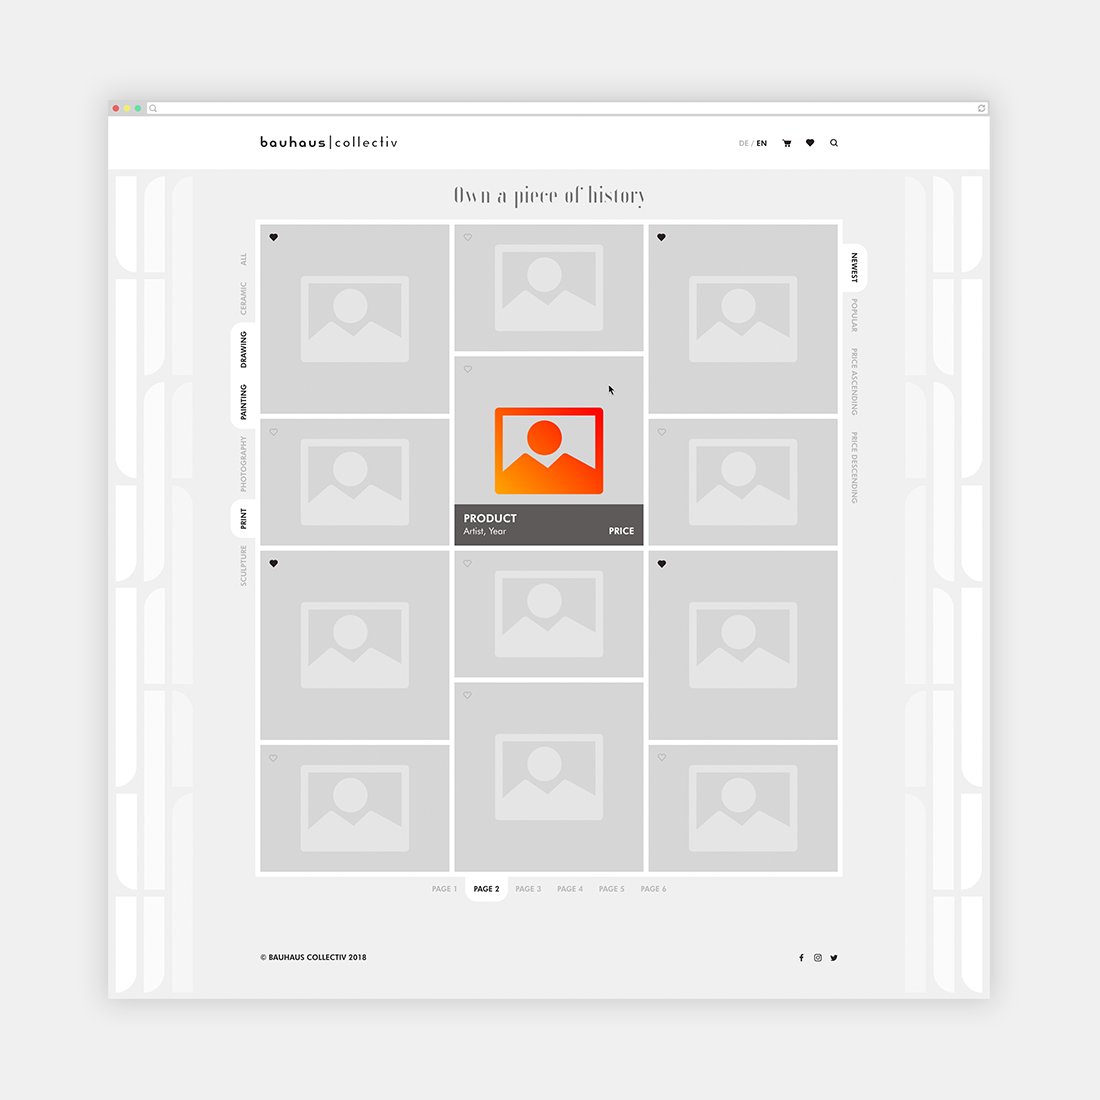 bauhaus|collectiv
DE / EN
Own a piece of history
ALL
CERAMIC
DRAWING
PAINTING
PHOTOGRAPHY
PRINT
SCULPTURE
NEWEST
POPULAR
PRICE ASCENDING
PRICE DESCENDING
PRODUCT
Artist, Year
PRICE
PAGE 1 PAGE 2 PAGE 3 PAGE 4 PAGE 5 PAGE 6
© BAUHAUS COLLECTIV 2018